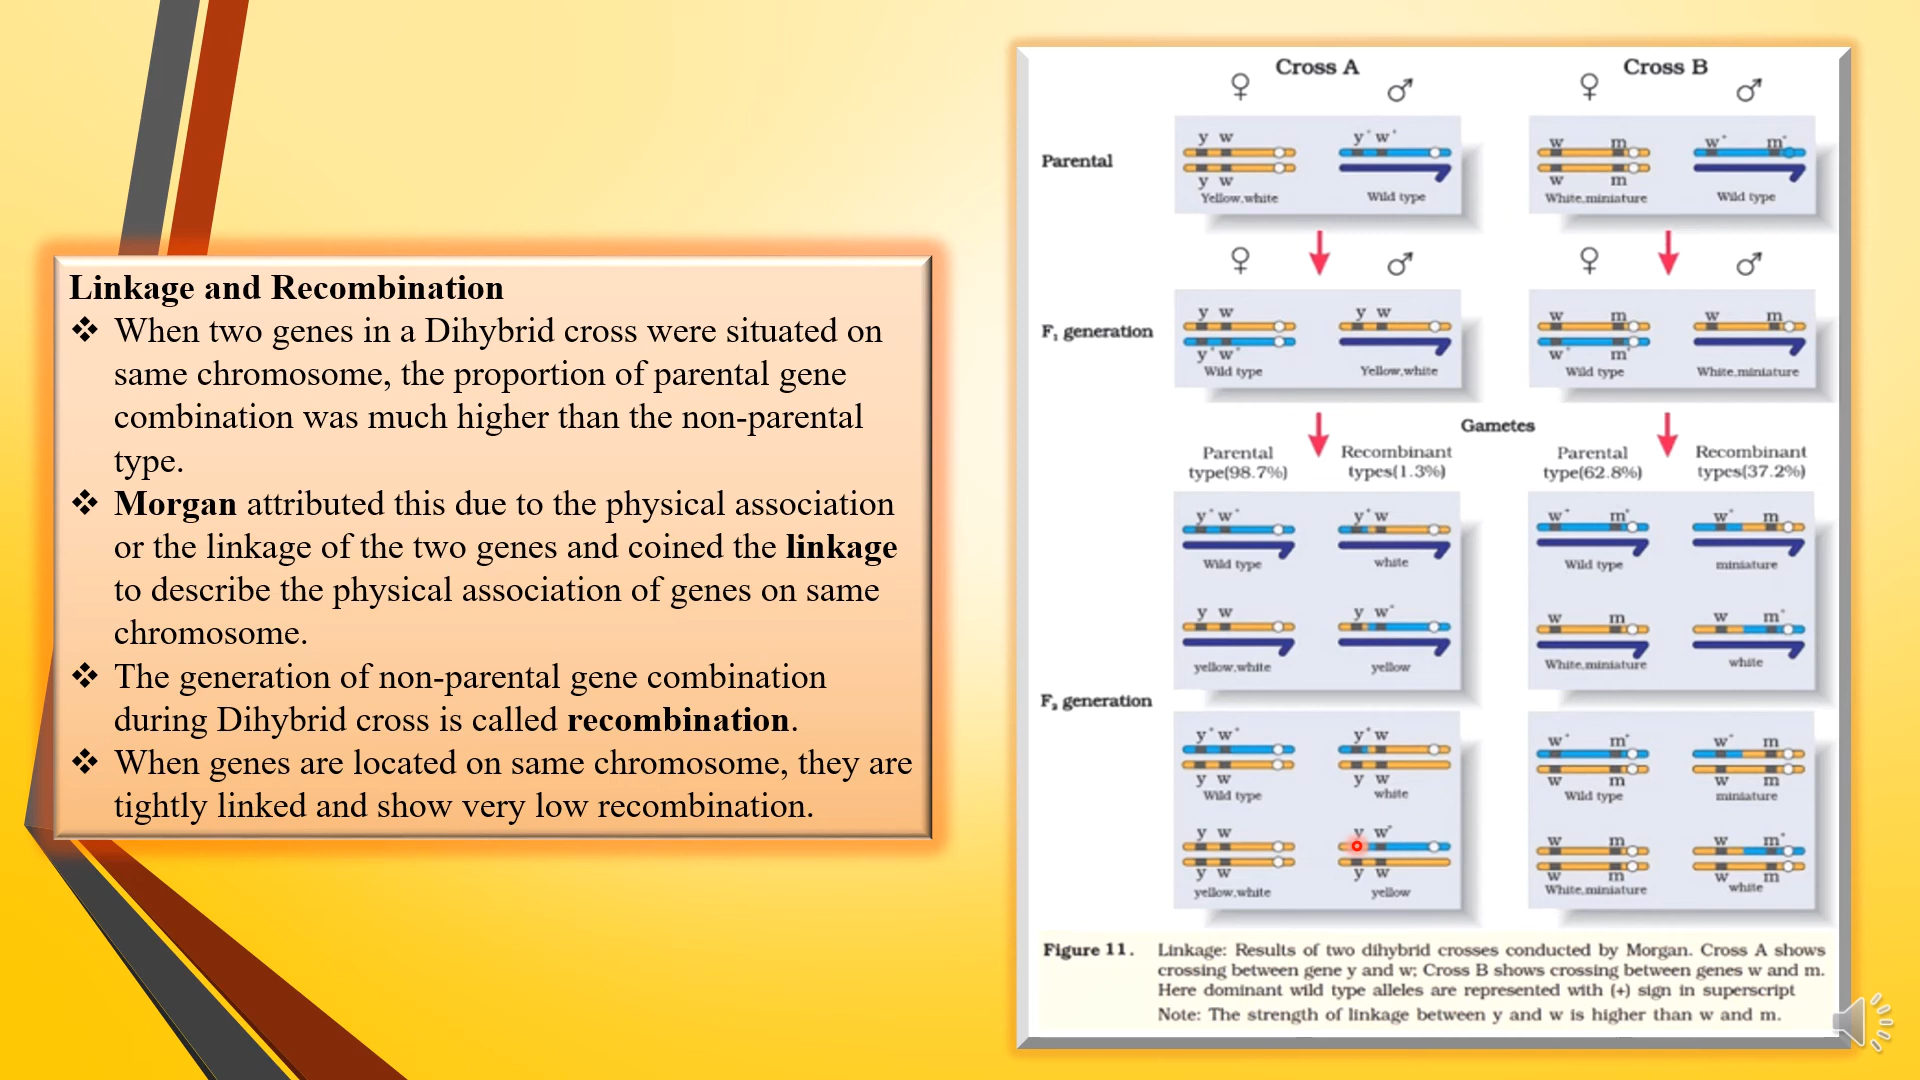 Linkage and Recombination
❖ When two genes in a Dihybrid cross were situated on
same chromosome, the proportion of parental gene
combination was much higher than the non-parental
type.
❖ Morgan attributed this due to the physical association
or the linkage of the two genes and coined the linkage
to describe the physical association of genes on same
chromosome.
❖ The generation of non-parental gene combination
during Dihybrid cross is called recombination.
❖ When genes are located on same chromosome, they are
tightly linked and show very low recombination.
Cross A Cross B
♀ ♂ ♀ ♂
Parental
y w y⁺ w⁺ w m w⁺ m⁺
y w w m
Yellow,white Wild type White,miniature Wild type
♀ ♂ ♀ ♂
F₁ generation
y w y w w m w m
y⁺ w⁺ w⁺ m⁺
Wild type Yellow,white Wild type White,miniature
Gametes
Parental Recombinant Parental Recombinant
type(98.7%) types(1.3%) type(62.8%) types(37.2%)
y⁺ w⁺ y⁺ w w⁺ m⁺ w⁺ m
Wild type white Wild type miniature
y w y w⁺ w m w m⁺
yellow,white yellow White,miniature white
F₂ generation
y⁺ w⁺ y⁺ w w⁺ m⁺ w⁺ m
y w y w w m w m
Wild type white Wild type miniature
y w y w⁺ w m w m⁺
y w y w w m w m
yellow,white yellow White,miniature white
Figure 11. Linkage: Results of two dihybrid crosses conducted by Morgan. Cross A shows
crossing between gene y and w; Cross B shows crossing between genes w and m.
Here dominant wild type alleles are represented with (+) sign in superscript
Note: The strength of linkage between y and w is higher than w and m.